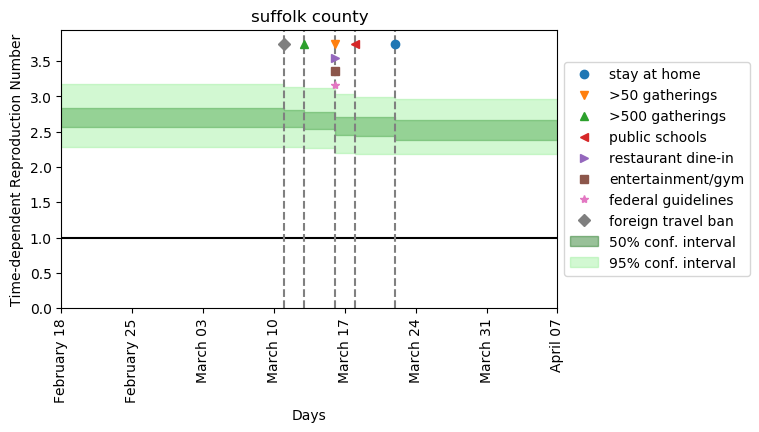 suffolk county
Time-dependent Reproduction Number
3.5
3.0
2.5
2.0
1.5
1.0
0.5
0.0
February 18
February 25
March 03
March 10
March 17
March 24
March 31
April 07
Days
stay at home
>50 gatherings
>500 gatherings
public schools
restaurant dine-in
entertainment/gym
federal guidelines
foreign travel ban
50% conf. interval
95% conf. interval